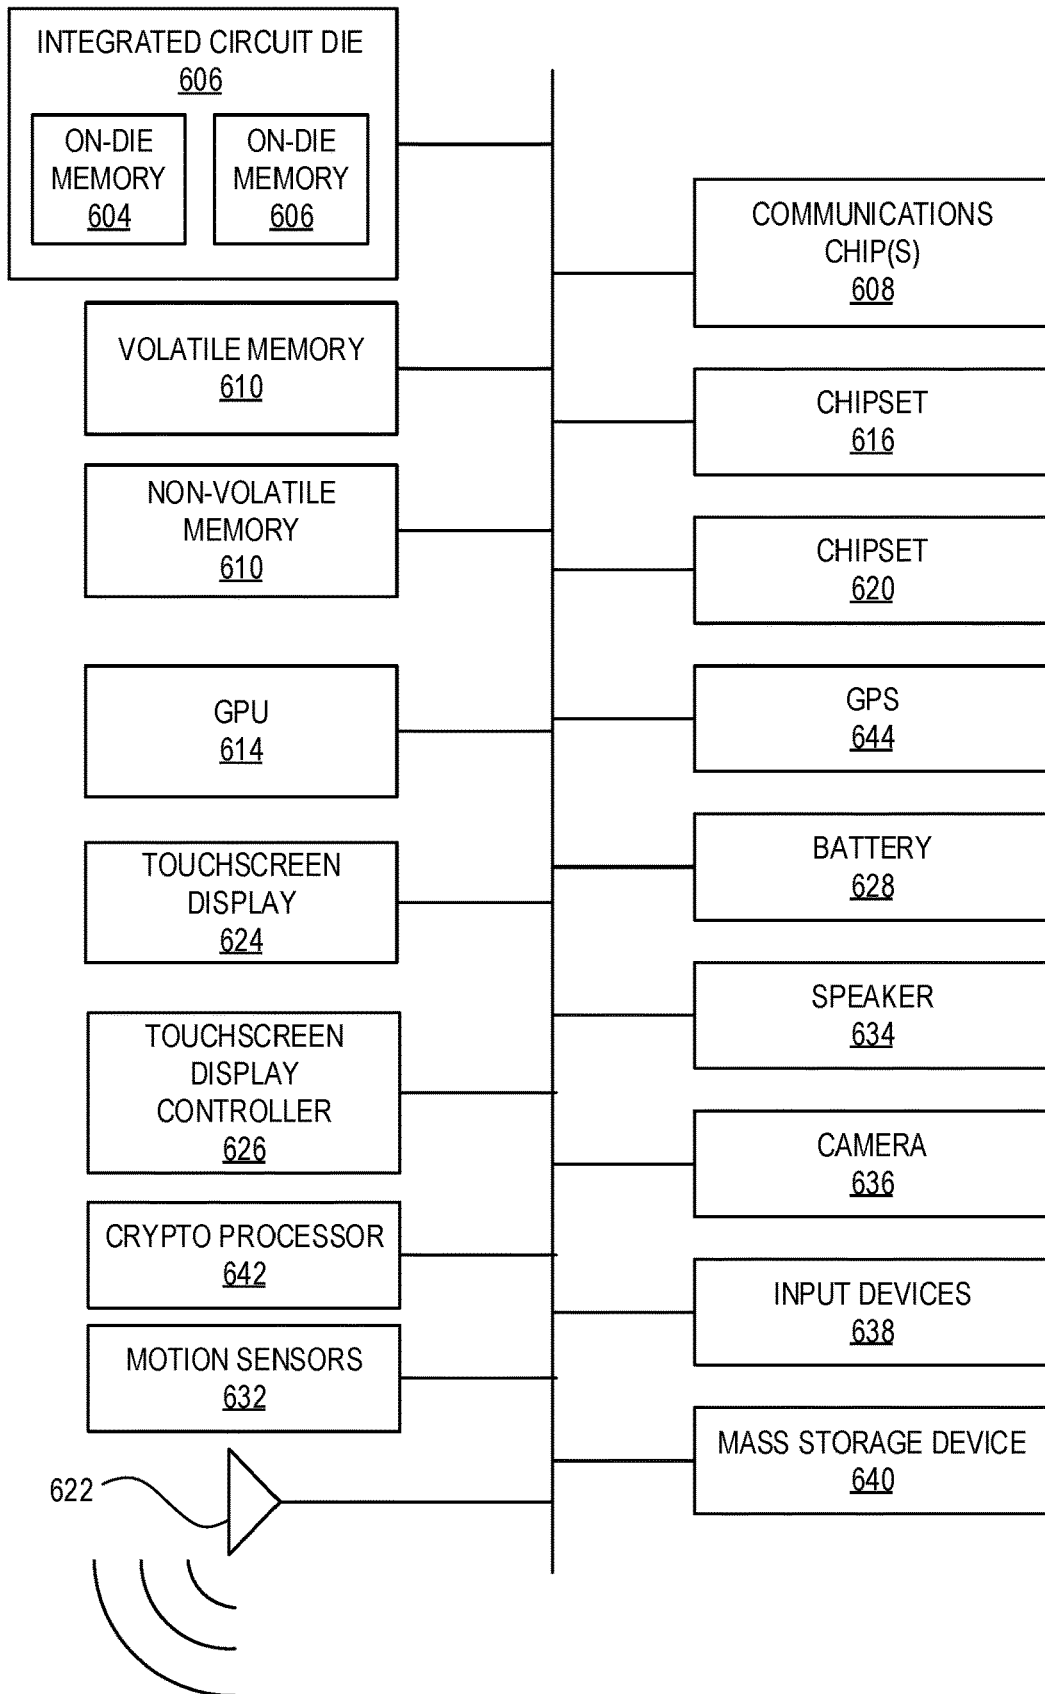 INTEGRATED CIRCUIT DIE
606
ON-DIE
MEMORY
604
ON-DIE
MEMORY
606
VOLATILE MEMORY
610
NON-VOLATILE
MEMORY
610
GPU
614
TOUCHSCREEN
DISPLAY
624
TOUCHSCREEN
DISPLAY
CONTROLLER
626
CRYPTO PROCESSOR
642
MOTION SENSORS
632
622
COMMUNICATIONS
CHIP(S)
608
CHIPSET
616
CHIPSET
620
GPS
644
BATTERY
628
SPEAKER
634
CAMERA
636
INPUT DEVICES
638
MASS STORAGE DEVICE
640